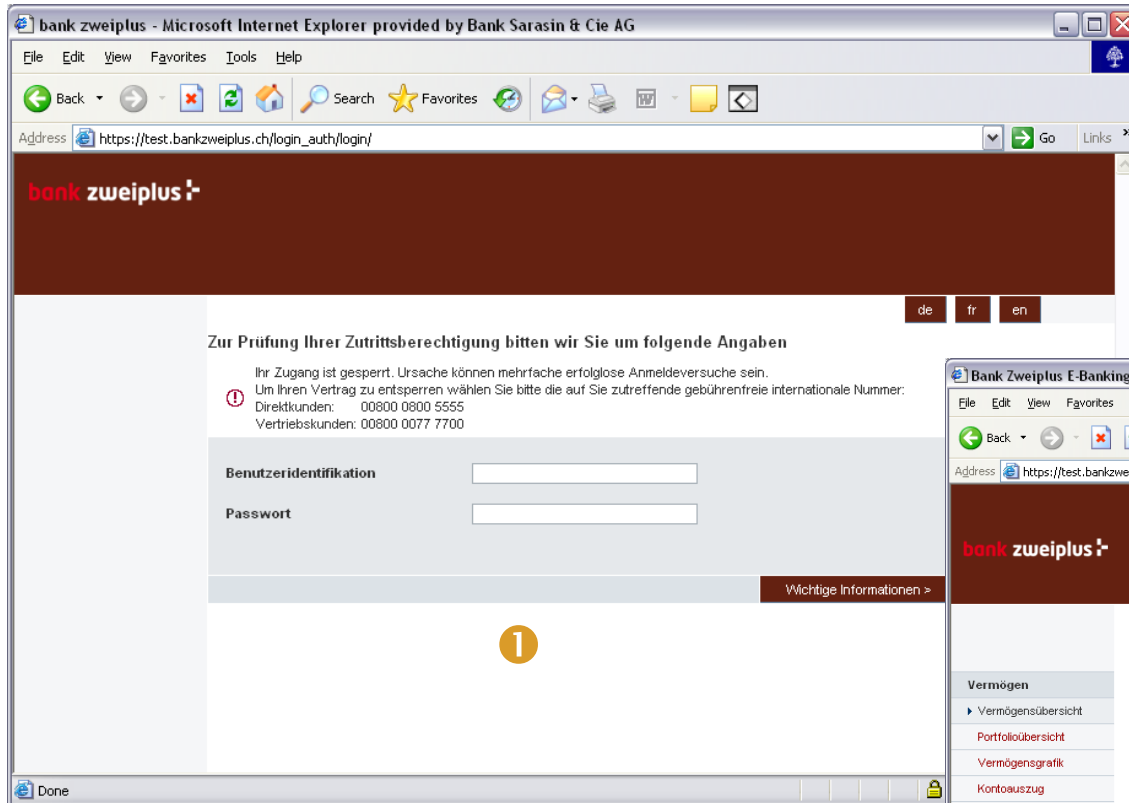 bank zweiplus - Microsoft Internet Explorer provided by Bank Sarasin & Cie AG
File Edit View Favorites Tools Help
Back Search Favorites
Address https://test.bankzweiplus.ch/login_auth/login/ Go Links »
bank zweiplus
de fr en
Zur Prüfung Ihrer Zutrittsberechtigung bitten wir Sie um folgende Angaben
Ihr Zugang ist gesperrt. Ursache können mehrfache erfolglose Anmeldeversuche sein.
Um Ihren Vertrag zu entsperren wählen Sie bitte die auf Sie zutreffende gebührenfreie internationale Nummer:
Direktkunden: 00800 0800 5555
Vertriebskunden: 00800 0077 7700
Benutzeridentifikation
Passwort
Wichtige Informationen >
1
Done
Bank Zweiplus E-Banking
File Edit View Favorites
Back
Address https://test.bankzwe
bank zweiplus
Vermögen
Vermögensübersicht
Portfolioübersicht
Vermögensgrafik
Kontoauszug